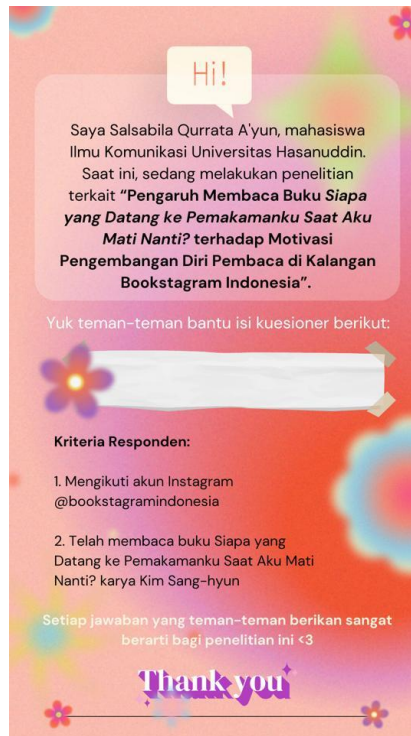 Hi!
Saya Salsabila Qurrata A'yun, mahasiswa
Ilmu Komunikasi Universitas Hasanuddin.
Saat ini, sedang melakukan penelitian
terkait “Pengaruh Membaca Buku Siapa
yang Datang ke Pemakamanku Saat Aku
Mati Nanti? terhadap Motivasi
Pengembangan Diri Pembaca di Kalangan
Bookstagram Indonesia”.
Yuk teman-teman bantu isi kuesioner berikut:
Kriteria Responden:
1. Mengikuti akun Instagram
@bookstagramindonesia
2. Telah membaca buku Siapa yang
Datang ke Pemakamanku Saat Aku Mati
Nanti? karya Kim Sang-hyun
Setiap jawaban yang teman-teman berikan sangat
berarti bagi penelitian ini <3
Thank you